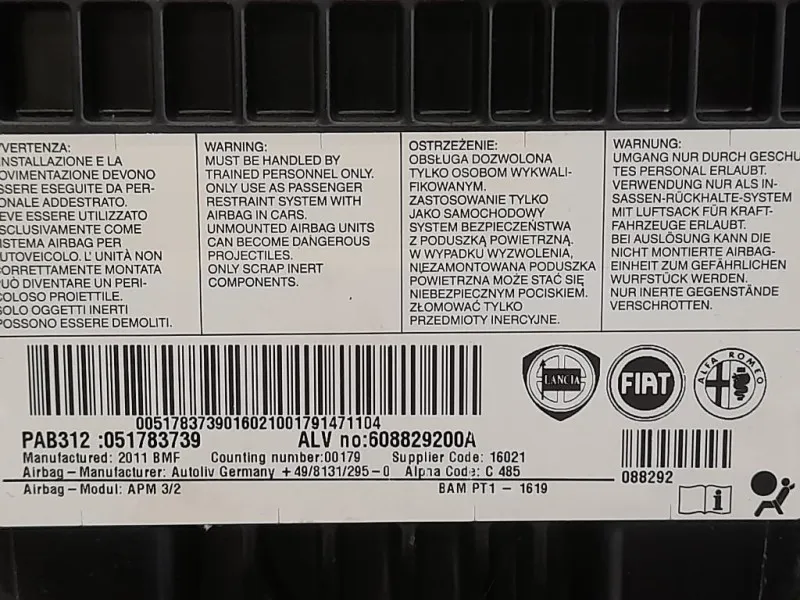 VVERTENZA:
INSTALLAZIONE E LA
OVIMENTAZIONE DEVONO
SSERE ESEGUITE DA PER-
ONALE ADDESTRATO.
EVE ESSERE UTILIZZATO
SCLUSIVAMENTE COME
ISTEMA AIRBAG PER
UTOVEICOLO. L' UNITÀ NON
ORRETTAMENTE MONTATA
UÒ DIVENTARE UN PERI-
OLOSO PROIETTILE.
OLO OGGETTI INERTI
OSSONO ESSERE DEMOLITI.
WARNING:
MUST BE HANDLED BY
TRAINED PERSONNEL ONLY.
ONLY USE AS PASSENGER
RESTRAINT SYSTEM WITH
AIRBAG IN CARS.
UNMOUNTED AIRBAG UNITS
CAN BECOME DANGEROUS
PROJECTILES.
ONLY SCRAP INERT
COMPONENTS.
OSTRZEŻENIE:
OBSŁUGA DOZWOLONA
TYLKO OSOBOM WYKWALI-
FIKOWANYM.
ZASTOSOWANIE TYLKO
JAKO SAMOCHODOWY
SYSTEM BEZPIECZEŃSTWA
Z PODUSZKĄ POWIETRZNĄ.
W WYPADKU WYZWOLENIA,
NIEZAMONTOWANA PODUSZKA
POWIETRZNA MOŻE STAĆ SIĘ
NIEBEZPIECZNYM POCISKIEM.
ZŁOMOWAĆ TYLKO
PRZEDMIOTY INERCYJNE.
WARNUNG:
UMGANG NUR DURCH GESCHU
TES PERSONAL ERLAUBT.
VERWENDUNG NUR ALS IN-
SASSEN-RÜCKHALTE-SYSTEM
MIT LUFTSACK FÜR KRAFT-
FAHRZEUGE ERLAUBT.
BEI AUSLÖSUNG KANN DIE
NICHT MONTIERTE AIRBAG-
EINHEIT ZUM GEFÄHRLICHEN
WURFSTÜCK WERDEN.
NUR INERTE GEGENSTÄNDE
VERSCHROTTEN.
LANCIA
FIAT
ALFA ROMEO
0051783739016021001791471104
PAB312 :051783739 ALV no:608829200A
Manufactured: 2011 BMF Counting number:00179 Supplier Code: 16021
Airbag-Manufacturer: Autoliv Germany +49/8131/295-0 Alpha Code: C 485
Airbag-Modul: APM 3/2 BAM PT1 - 1619
088292
i